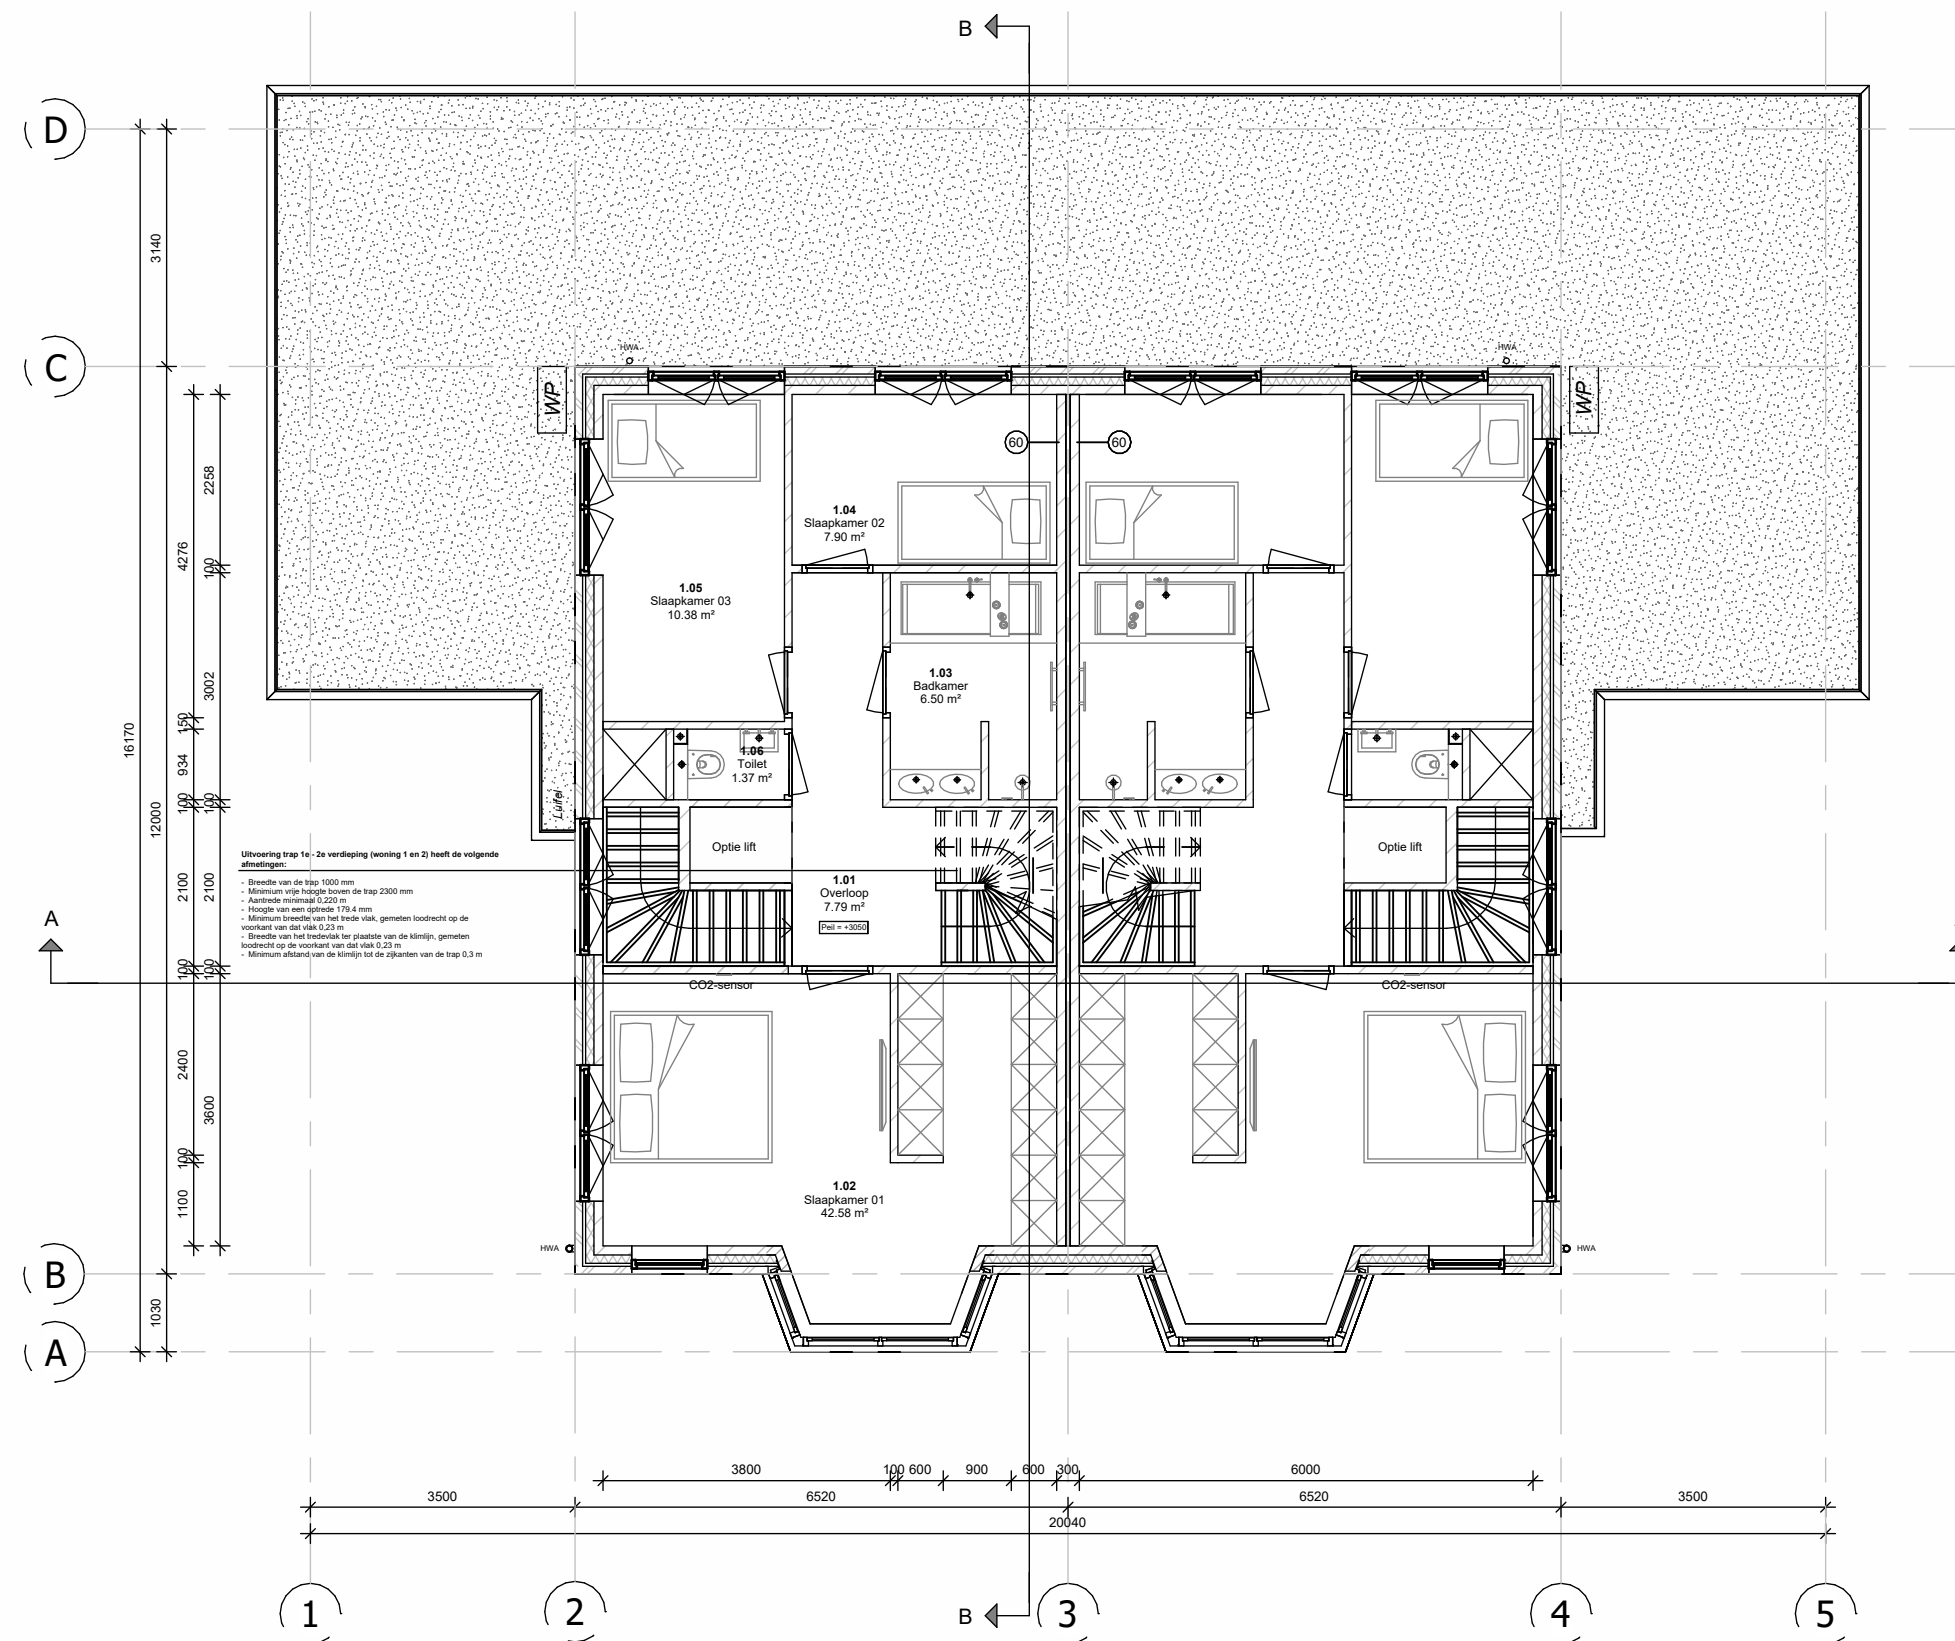 B
D
C
B
A
A
3140
16170
12000
1030
4276
150
934
100
2100
100
2400
100
1100
2258
100
3002
100
2100
100
3600
HWA
HWA
WP
WP
60
60
1.04
Slaapkamer 02
7.90 m²
1.05
Slaapkamer 03
10.38 m²
1.03
Badkamer
6.50 m²
1.06
Toilet
1.37 m²
Luifel
Optie lift
Optie lift
Uitvoering trap 1e - 2e verdieping (woning 1 en 2) heeft de volgende
afmetingen:
- Breedte van de trap 1000 mm
- Minimium vrije hoogte boven de trap 2300 mm
- Aantrede minimaal 0,220 m
- Hoogte van een optrede 179.4 mm
- Minimum breedte van het trede vlak, gemeten loodrecht op de
voorkant van dat vlak 0,23 m
- Breedte van het tredevlak ter plaatste van de klimlijn, gemeten
loodrecht op de voorkant van dat vlak 0,23 m
- Minimum afstand van de klimlijn tot de zijkanten van de trap 0,3 m
1.01
Overloop
7.79 m²
Peil = +3050
CO2-sensor
CO2-sensor
1.02
Slaapkamer 01
42.58 m²
HWA
HWA
3800
100 600
900
600
300
6000
3500
6520
6520
3500
20040
B
1
2
3
4
5